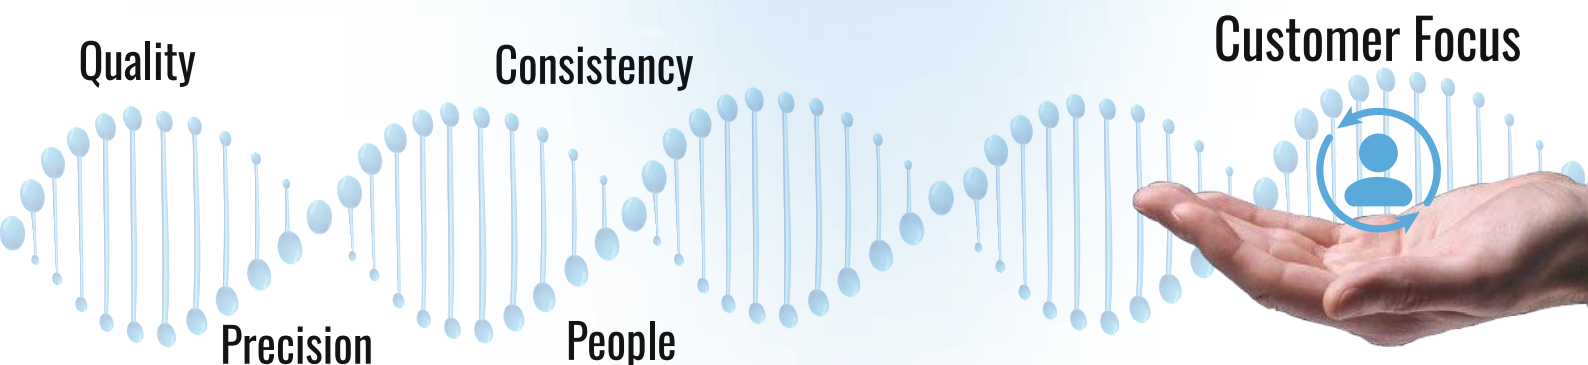 Quality
Consistency
Customer Focus
Precision
People